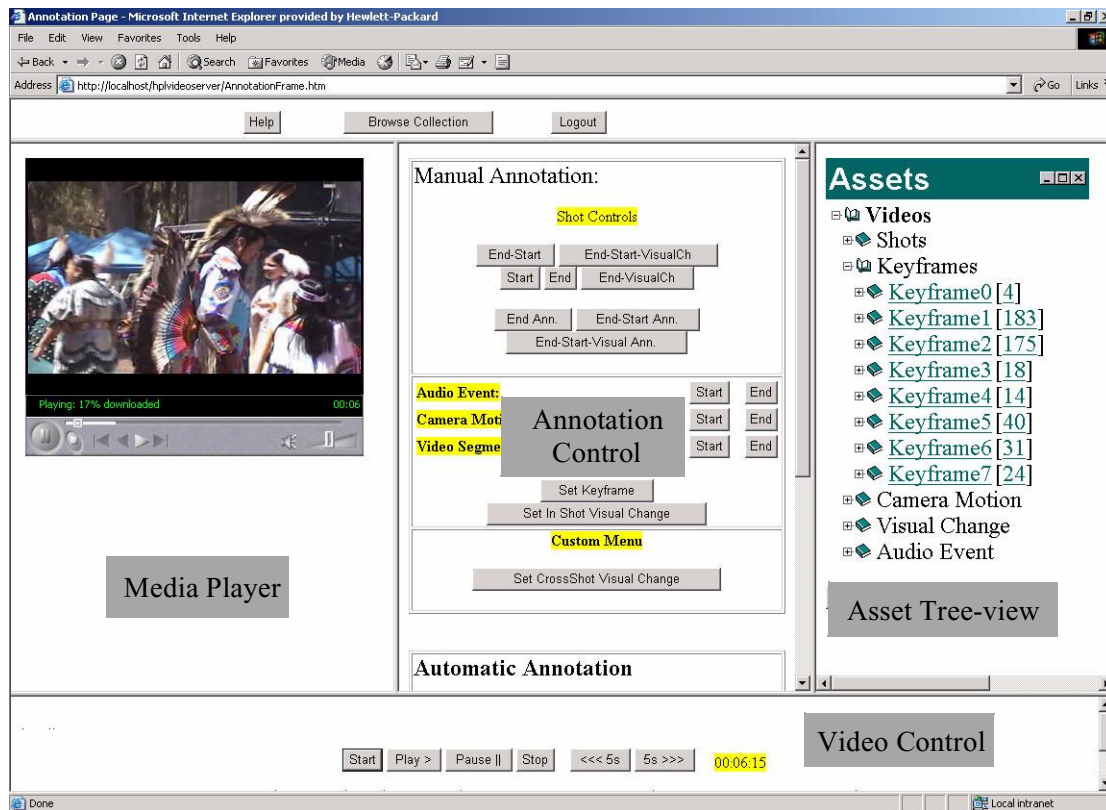 Annotation Page - Microsoft Internet Explorer provided by Hewlett-Packard
File Edit View Favorites Tools Help
Back Search Favorites Media
Address http://localhost/hplvideoserver/AnnotationFrame.htm Go Links
Help Browse Collection Logout
Playing: 17% downloaded 00:06
Media Player
Manual Annotation:
Shot Controls
End-Start End-Start-VisualCh
Start End End-VisualCh
End Ann. End-Start Ann.
End-Start-Visual Ann.
Audio Event: Start End
Camera Moti Start End
Video Segme Start End
Annotation
Control
Set Keyframe
Set In Shot Visual Change
Custom Menu
Set CrossShot Visual Change
Automatic Annotation
Assets
Videos
Shots
Keyframes
Keyframe0 [4]
Keyframe1 [183]
Keyframe2 [175]
Keyframe3 [18]
Keyframe4 [14]
Keyframe5 [40]
Keyframe6 [31]
Keyframe7 [24]
Camera Motion
Visual Change
Audio Event
Asset Tree-view
Start Play > Pause || Stop <<< 5s 5s >>> 00:06:15
Video Control
Done Local intranet